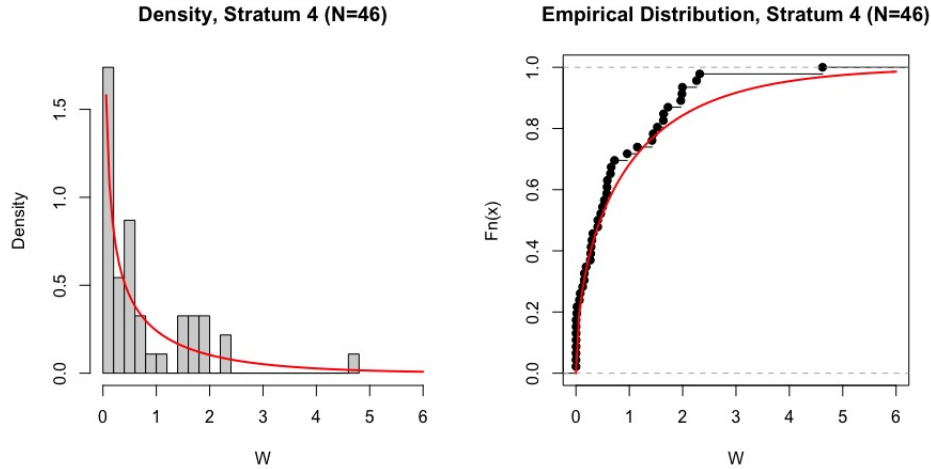 Density, Stratum 4 (N=46)
Density
0.0 0.5 1.0 1.5
0 1 2 3 4 5 6
W
Empirical Distribution, Stratum 4 (N=46)
Fn(x)
0.0 0.2 0.4 0.6 0.8 1.0
0 1 2 3 4 5 6
W